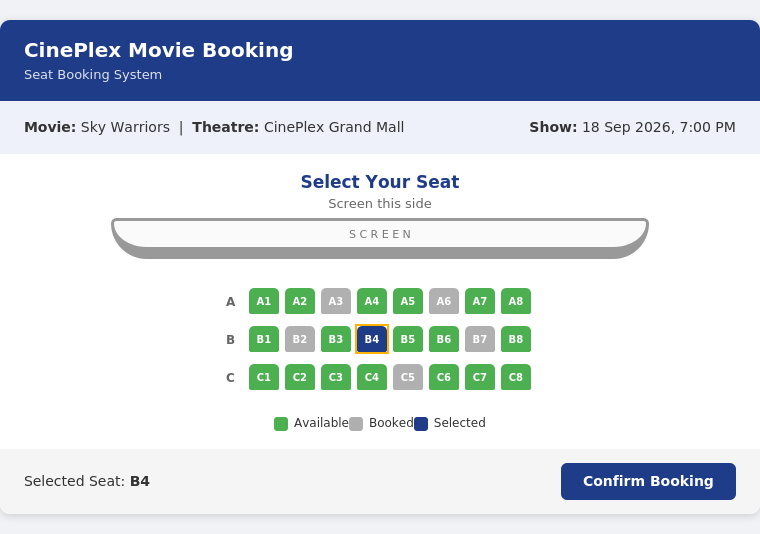 CinePlex Movie Booking
Seat Booking System
Movie: Sky Warriors | Theatre: CinePlex Grand Mall Show: 18 Sep 2026, 7:00 PM
Select Your Seat
Screen this side
SCREEN
A A1 A2 A3 A4 A5 A6 A7 A8
B B1 B2 B3 B4 B5 B6 B7 B8
C C1 C2 C3 C4 C5 C6 C7 C8
Available Booked Selected
Selected Seat: B4 Confirm Booking